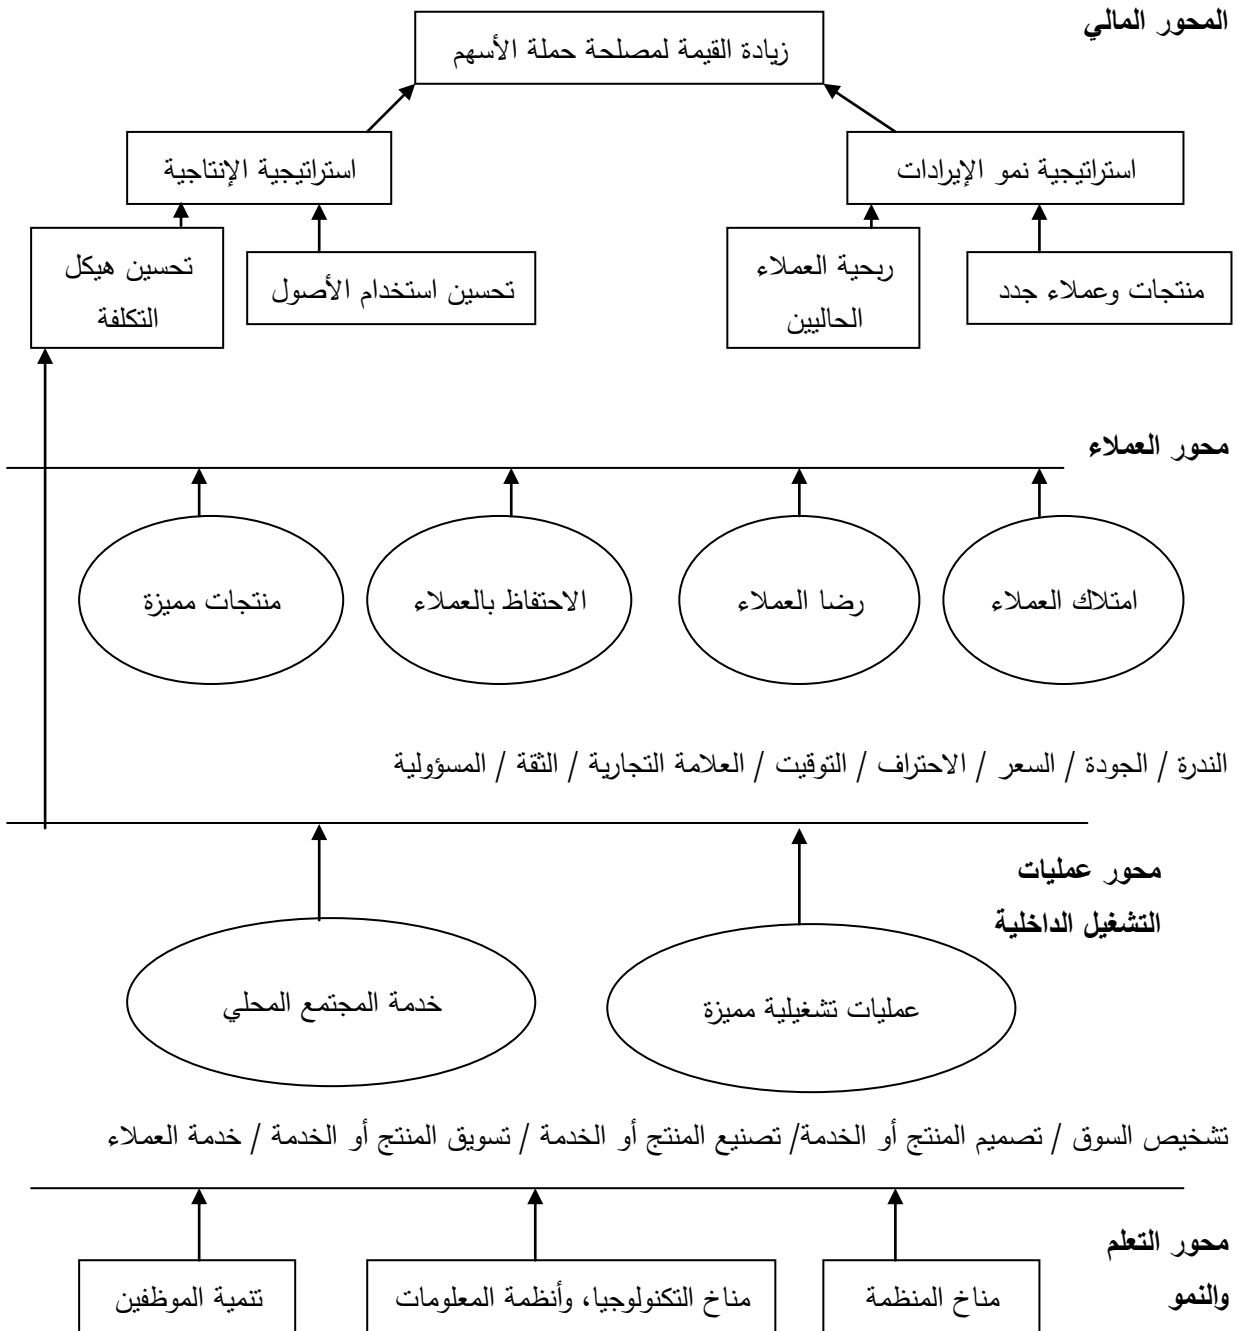 المحور المالي
زيادة القيمة لمصلحة حملة الأسهم
استراتيجية نمو الإيرادات
استراتيجية الإنتاجية
منتجات وعملاء جدد
ربحية العملاء
الحاليين
تحسين استخدام الأصول
تحسين هيكل
التكلفة
محور العملاء
امتلاك العملاء
رضا العملاء
الاحتفاظ بالعملاء
منتجات مميزة
الندرة / الجودة / السعر / الاحتراف / التوقيت / العلامة التجارية / الثقة / المسؤولية
محور عمليات
التشغيل الداخلية
عمليات تشغيلية مميزة
خدمة المجتمع المحلي
تشخيص السوق / تصميم المنتج أو الخدمة/ تصنيع المنتج أو الخدمة / تسويق المنتج أو الخدمة / خدمة العملاء
محور التعلم
والنمو
مناخ المنظمة
مناخ التكنولوجيا، وأنظمة المعلومات
تنمية الموظفين